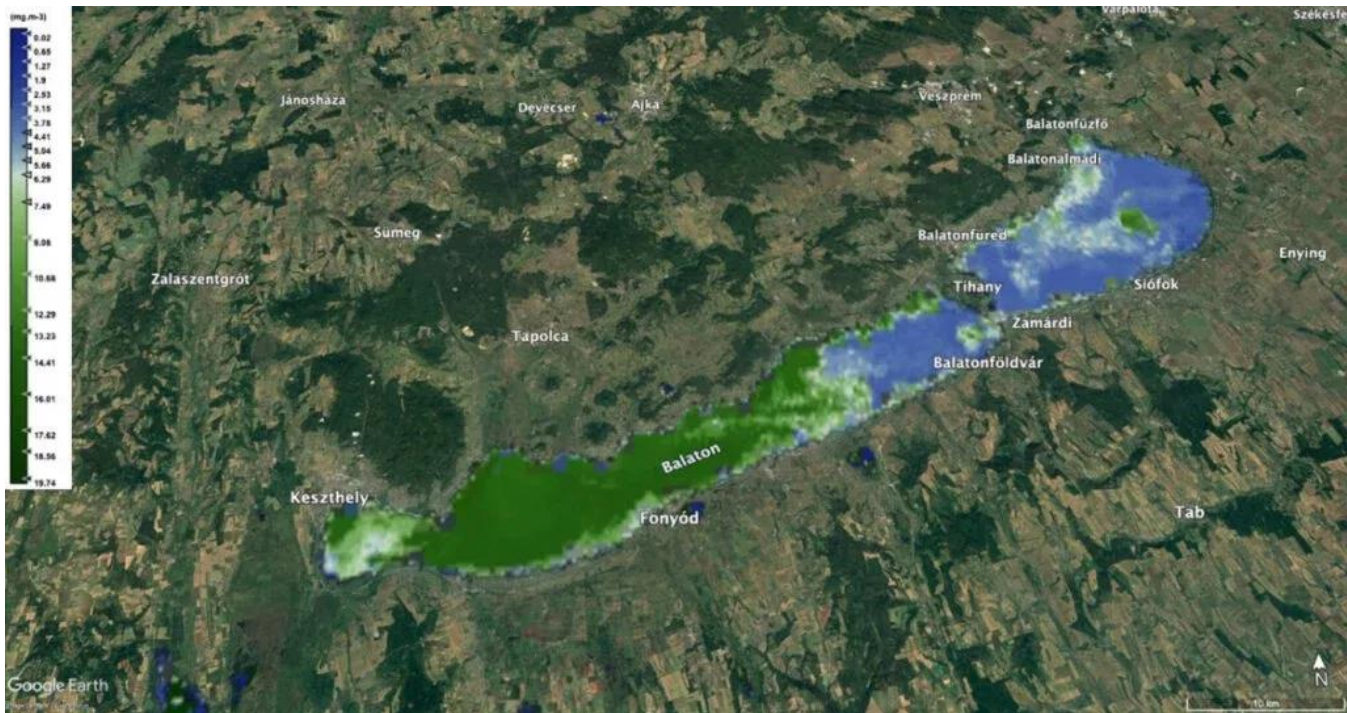 (mg.m-3)
0.02
0.65
1.27
1.9
2.53
3.15
3.78
4.41
5.04
5.66
6.29
7.49
9.08
10.68
12.29
13.23
14.41
16.01
17.62
18.56
19.74
Várpalota
Székesfe
Jánosháza
Devecser
Ajka
Veszprém
Balatonfűzfő
Balatonalmádi
Sümeg
Balatonfüred
Enying
Zalaszentgrót
Tihany
Siófok
Zamárdi
Tapolca
Balatonföldvár
Balaton
Keszthely
Fonyód
Tab
Google Earth
N
10 km